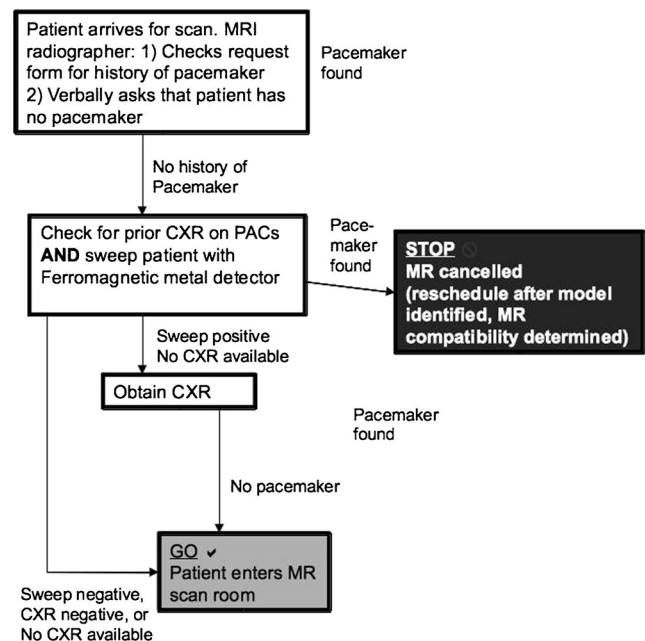 Patient arrives for scan. MRI
radiographer: 1) Checks request
form for history of pacemaker
2) Verbally asks that patient has
no pacemaker
Pacemaker
found
No history of
Pacemaker
Check for prior CXR on PACs
AND sweep patient with
Ferromagnetic metal detector
Pace-
maker
found
STOP
MR cancelled
(reschedule after model
identified, MR
compatibility determined)
Sweep positive
No CXR available
Obtain CXR
Pacemaker
found
No pacemaker
GO ✓
Patient enters MR
scan room
Sweep negative,
CXR negative, or
No CXR available